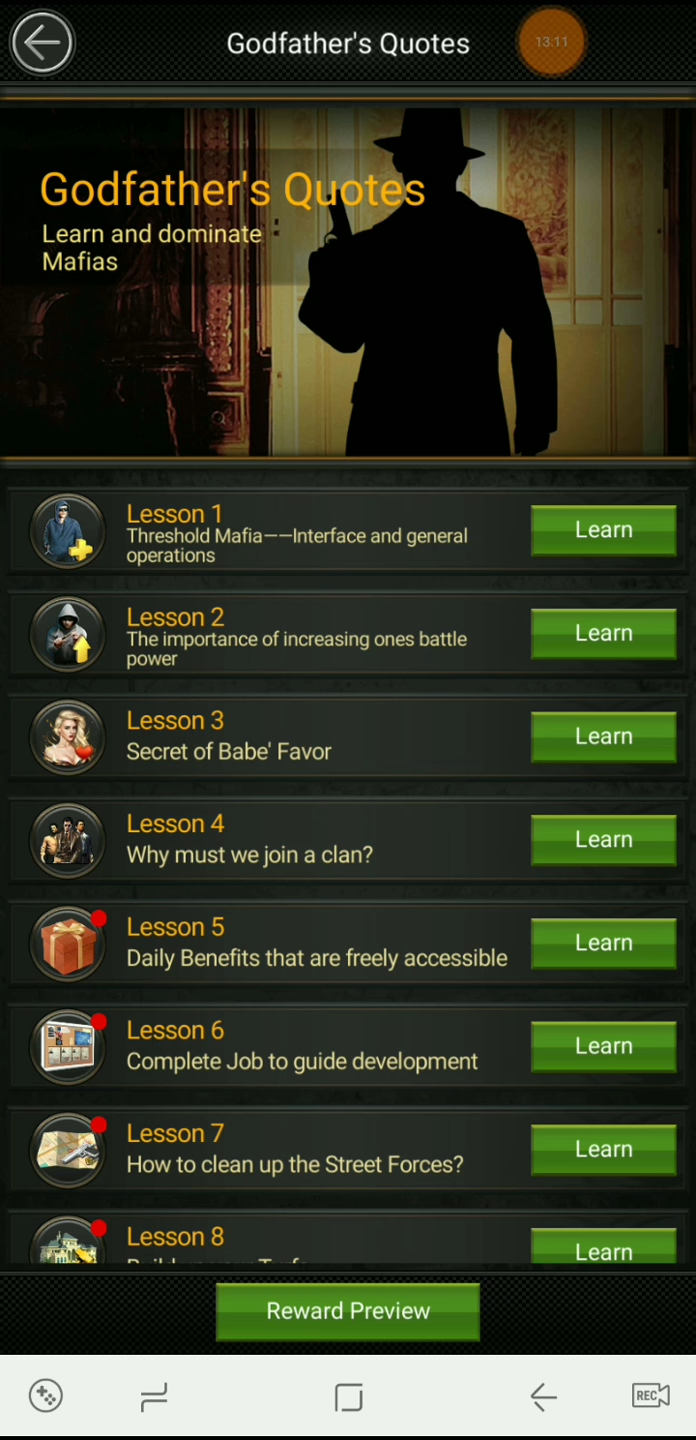 Godfather's Quotes
13:11
Godfather's Quotes
Learn and dominate
Mafias
Lesson 1
Threshold Mafia——Interface and general
operations
Learn
Lesson 2
The importance of increasing ones battle
power
Learn
Lesson 3
Secret of Babe' Favor
Learn
Lesson 4
Why must we join a clan?
Learn
Lesson 5
Daily Benefits that are freely accessible
Learn
Lesson 6
Complete Job to guide development
Learn
Lesson 7
How to clean up the Street Forces?
Learn
Lesson 8
Learn
Reward Preview
REC